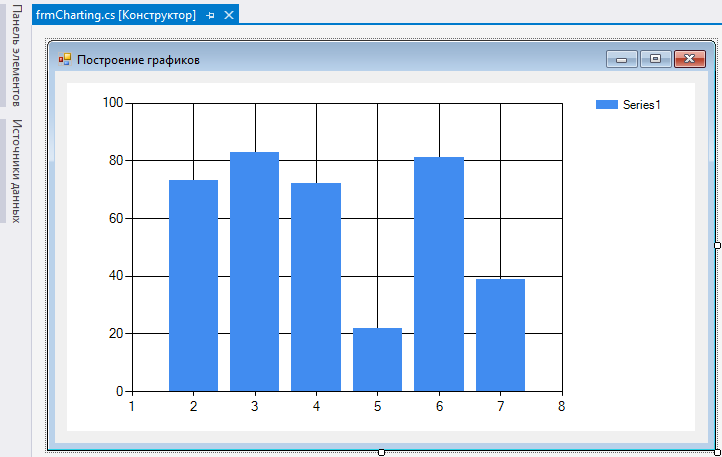 frmCharting.cs [Конструктор]
Панель элементов
Источники данных
Построение графиков
100
80
60
40
20
0
1 2 3 4 5 6 7 8
Series1